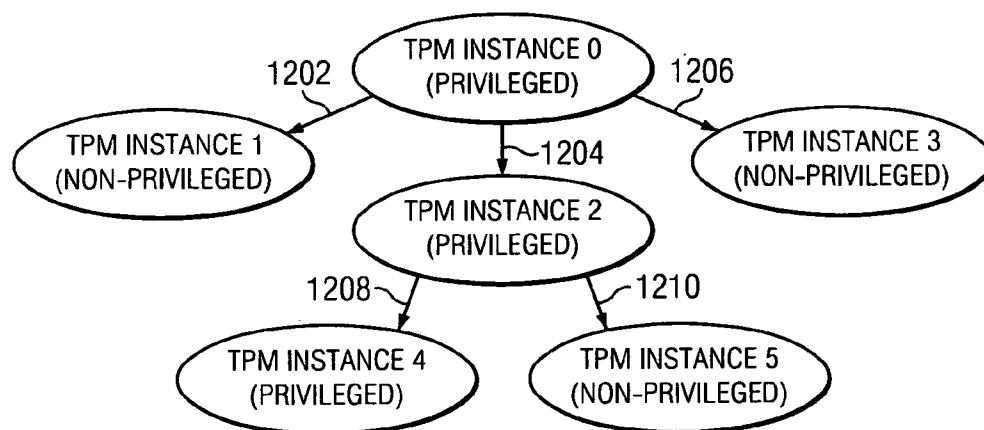 TPM INSTANCE 0
(PRIVILEGED)
1202
1206
TPM INSTANCE 1
(NON-PRIVILEGED)
1204
TPM INSTANCE 3
(NON-PRIVILEGED)
TPM INSTANCE 2
(PRIVILEGED)
1208
1210
TPM INSTANCE 4
(PRIVILEGED)
TPM INSTANCE 5
(NON-PRIVILEGED)